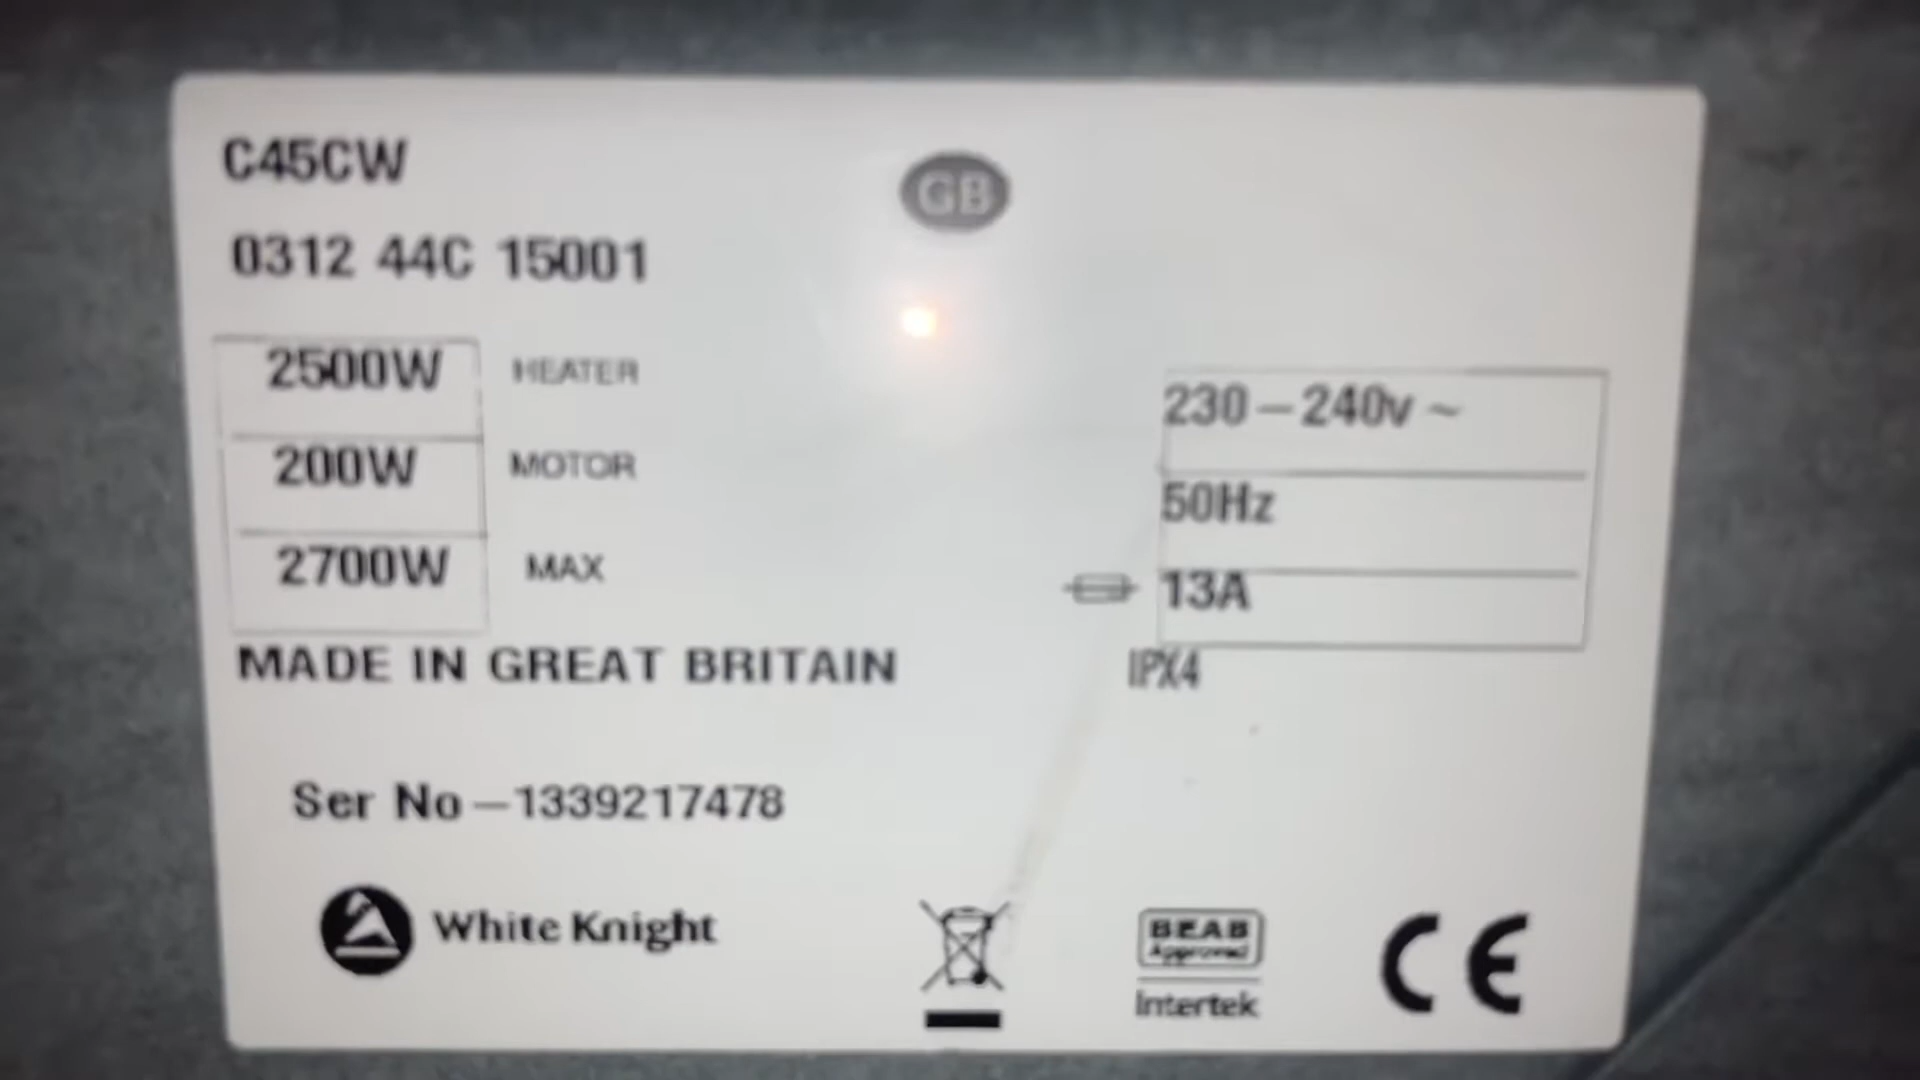 C45CW
GB
0312 44C 15001
2500W HEATER
200W MOTOR
2700W MAX
230–240v ~
50Hz
13A
MADE IN GREAT BRITAIN
IPX4
Ser No –1339217478
White Knight
BEAB
Approved
Intertek
CE